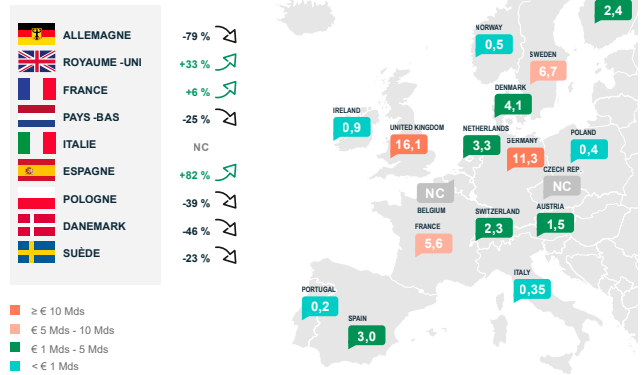 ALLEMAGNE -79 %
ROYAUME -UNI +33 %
FRANCE +6 %
PAYS -BAS -25 %
ITALIE NC
ESPAGNE +82 %
POLOGNE -39 %
DANEMARK -46 %
SUÈDE -23 %
≥ € 10 Mds
€ 5 Mds - 10 Mds
€ 1 Mds - 5 Mds
< € 1 Mds
2,4
NORWAY
0,5
SWEDEN
6,7
DENMARK
4,1
IRELAND
0,9
UNITED KINGDOM
16,1
NETHERLANDS
3,3
GERMANY
11,3
POLAND
0,4
CZECH REP.
NC
NC
BELGIUM
SWITZERLAND
2,3
AUSTRIA
1,5
FRANCE
5,6
ITALY
0,35
PORTUGAL
0,2
SPAIN
3,0